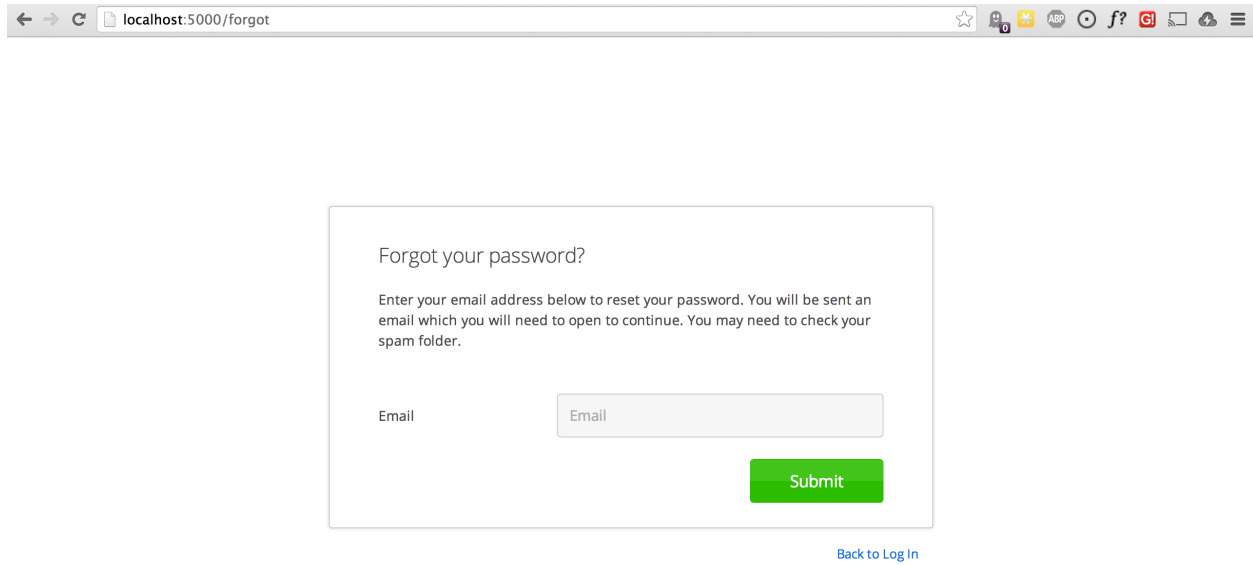 localhost:5000/forgot
0
ABP
f?
G!
Forgot your password?
Enter your email address below to reset your password. You will be sent an
email which you will need to open to continue. You may need to check your
spam folder.
Email
Email
Submit
Back to Log In